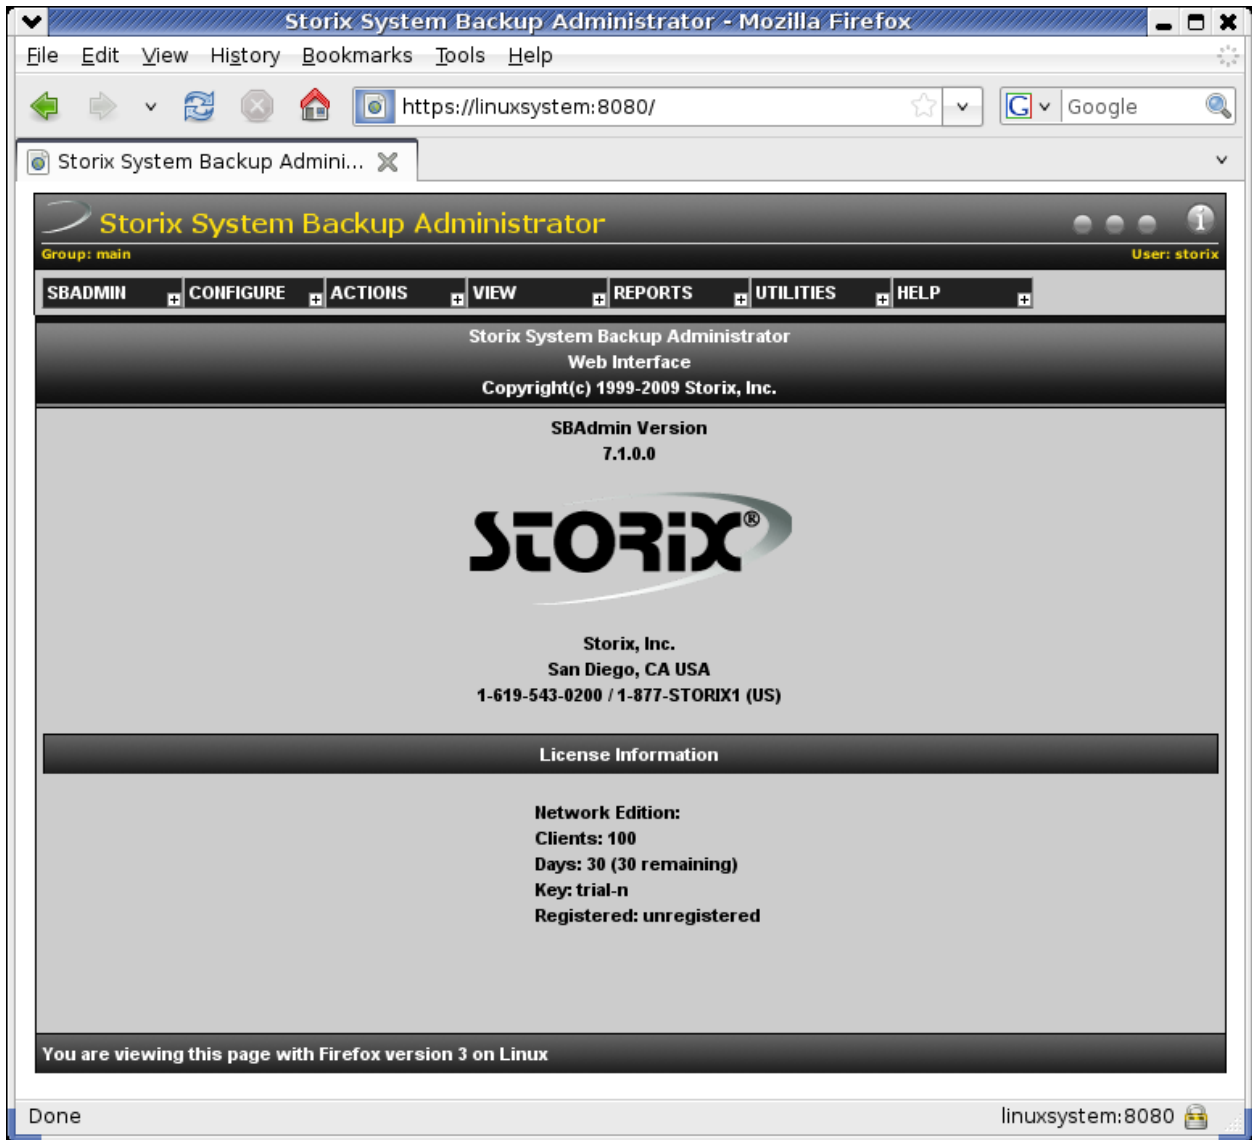 Storix System Backup Administrator - Mozilla Firefox
File Edit View History Bookmarks Tools Help
https://linuxsystem:8080/ G Google
Storix System Backup Admini...
Storix System Backup Administrator i
Group: main User: storix
SBADMIN CONFIGURE ACTIONS VIEW REPORTS UTILITIES HELP
Storix System Backup Administrator
Web Interface
Copyright(c) 1999-2009 Storix, Inc.
SBAdmin Version
7.1.0.0
STORiX®
Storix, Inc.
San Diego, CA USA
1-619-543-0200 / 1-877-STORIX1 (US)
License Information
Network Edition:
Clients: 100
Days: 30 (30 remaining)
Key: trial-n
Registered: unregistered
You are viewing this page with Firefox version 3 on Linux
Done linuxsystem:8080